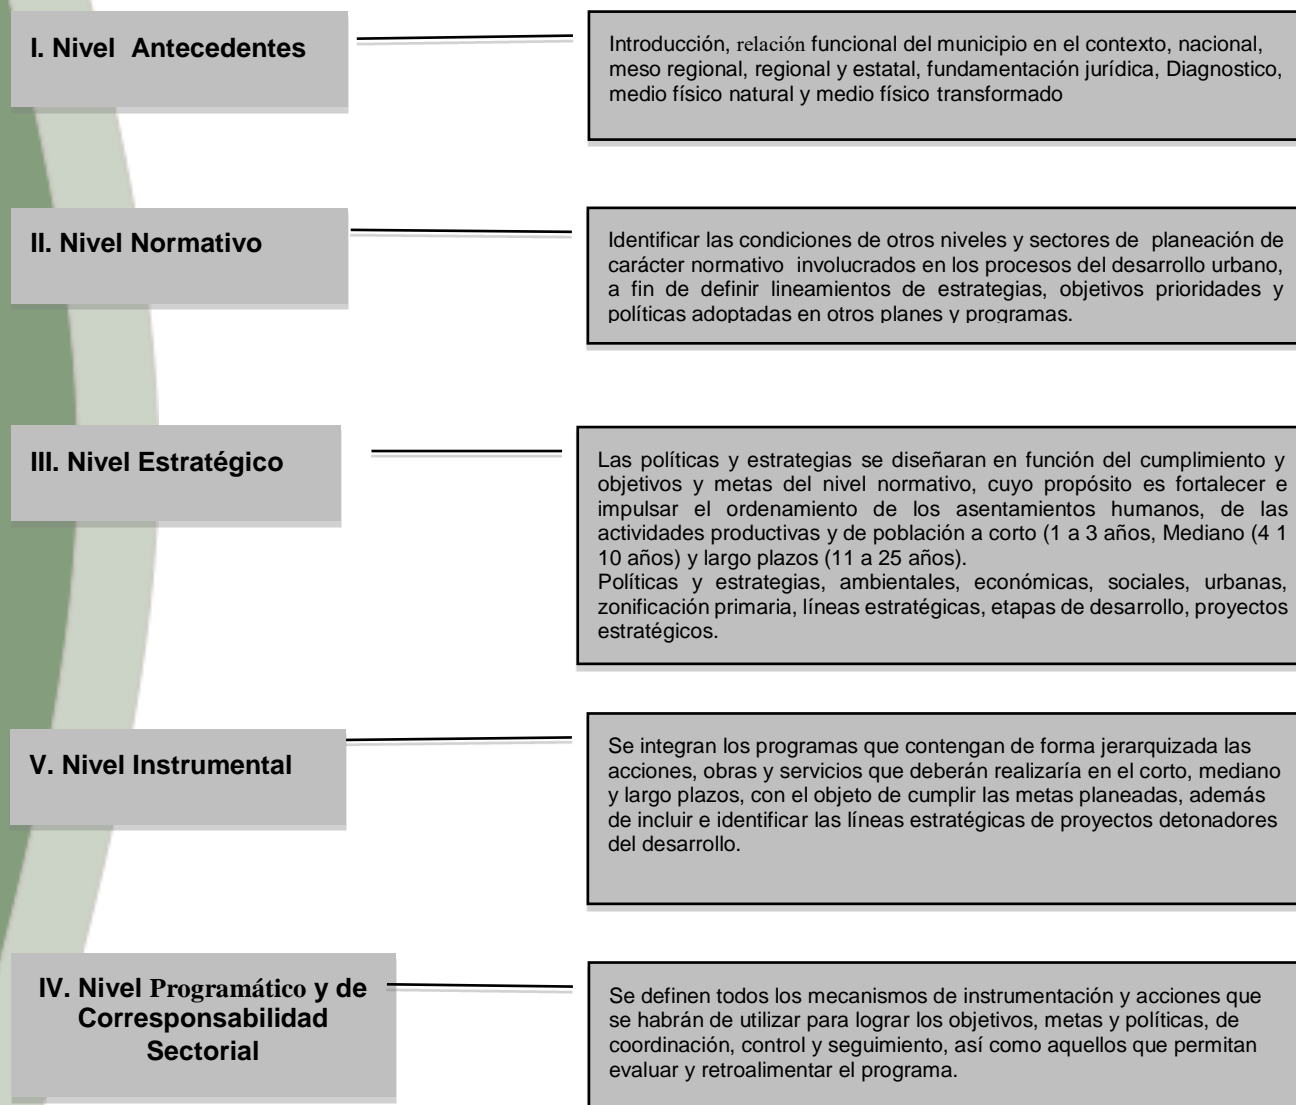 I. Nivel  Antecedentes
Introducción, relación funcional del municipio en el contexto, nacional,
meso regional, regional y estatal, fundamentación jurídica, Diagnostico,
medio físico natural y medio físico transformado
II. Nivel Normativo
Identificar las condiciones de otros niveles y sectores de  planeación de
carácter normativo  involucrados en los procesos del desarrollo urbano,
a fin de definir lineamientos de estrategias, objetivos prioridades y
políticas adoptadas en otros planes y programas.
III. Nivel Estratégico
Las políticas y estrategias se diseñaran en función del cumplimiento y
objetivos y metas del nivel normativo, cuyo propósito es fortalecer e
impulsar el ordenamiento de los asentamientos humanos, de las
actividades productivas y de población a corto (1 a 3 años, Mediano (4 1
10 años) y largo plazos (11 a 25 años).
Políticas y estrategias, ambientales, económicas, sociales, urbanas,
zonificación primaria, líneas estratégicas, etapas de desarrollo, proyectos
estratégicos.
V. Nivel Instrumental
Se integran los programas que contengan de forma jerarquizada las
acciones, obras y servicios que deberán realizaría en el corto, mediano
y largo plazos, con el objeto de cumplir las metas planeadas, además
de incluir e identificar las líneas estratégicas de proyectos detonadores
del desarrollo.
IV. Nivel Programático y de
Corresponsabilidad
Sectorial
Se definen todos los mecanismos de instrumentación y acciones que
se habrán de utilizar para lograr los objetivos, metas y políticas, de
coordinación, control y seguimiento, así como aquellos que permitan
evaluar y retroalimentar el programa.